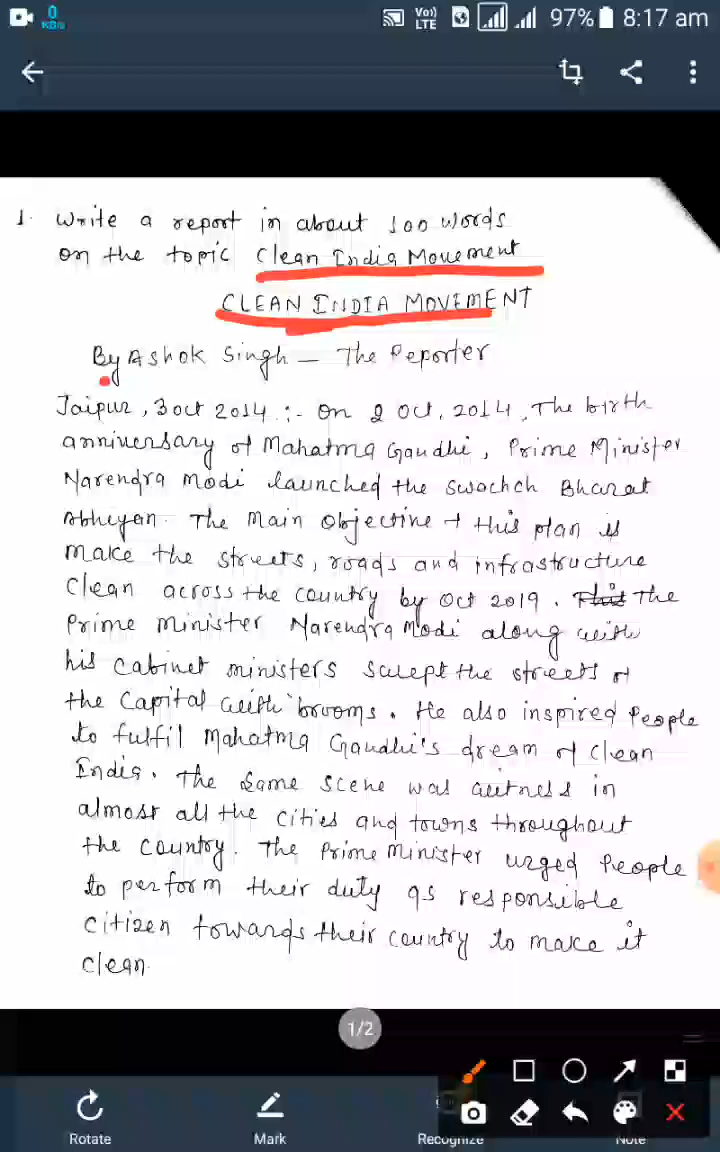 0
KB/s
Vo))
LTE
97%
8:17 am
1. Write a report in about 100 words
on the topic Clean India Movement
CLEAN INDIA MOVEMENT
By Ashok Singh — The Reporter
Jaipur, 3 oct 2014 :- On 2 Oct, 2014, The birth
anniversary of Mahatma Gandhi, Prime Minister
Narendra Modi launched the Swachch Bharat
Abheyan. The main Objective of this plan is
make the streets, roads and infrastructure
clean across the country by Oct 2019. This The
Prime minister Narendra Modi along with
his cabinet ministers swept the streets of
the Capital with brooms. He also inspired People
to fulfil Mahatma Gandhi's dream of clean
India. The same scene was witness in
almost all the cities and towns throughout
the country. The Prime Minister urged People
to perform their duty as responsible
citizen towards their country to make it
clean.
1/2
Rotate
Mark
Recognize
Note